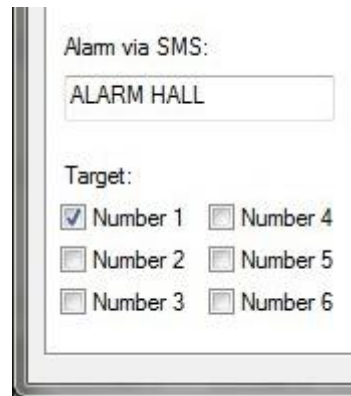 Alarm via SMS:
ALARM HALL
Target:
Number 1 Number 4
Number 2 Number 5
Number 3 Number 6